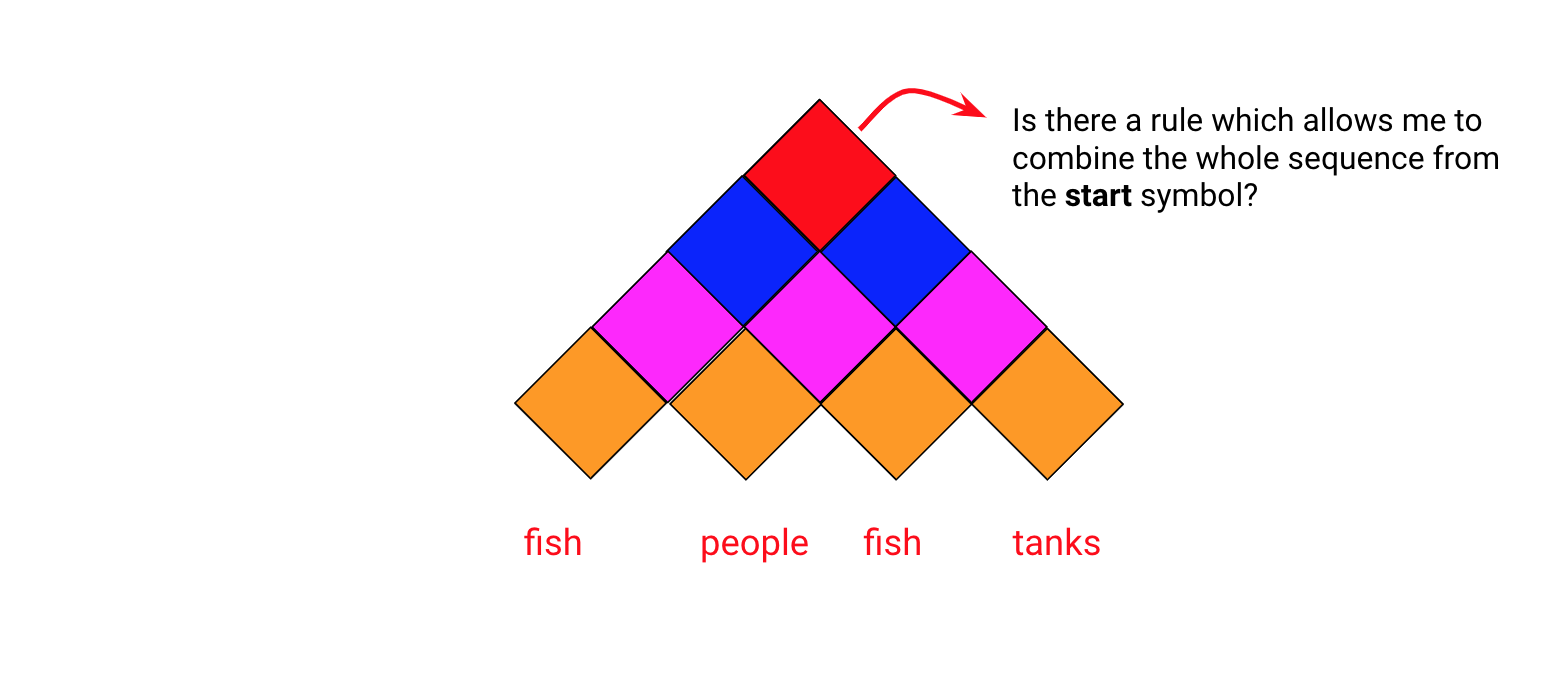 Is there a rule which allows me to
combine the whole sequence from
the start symbol?
fish people fish tanks